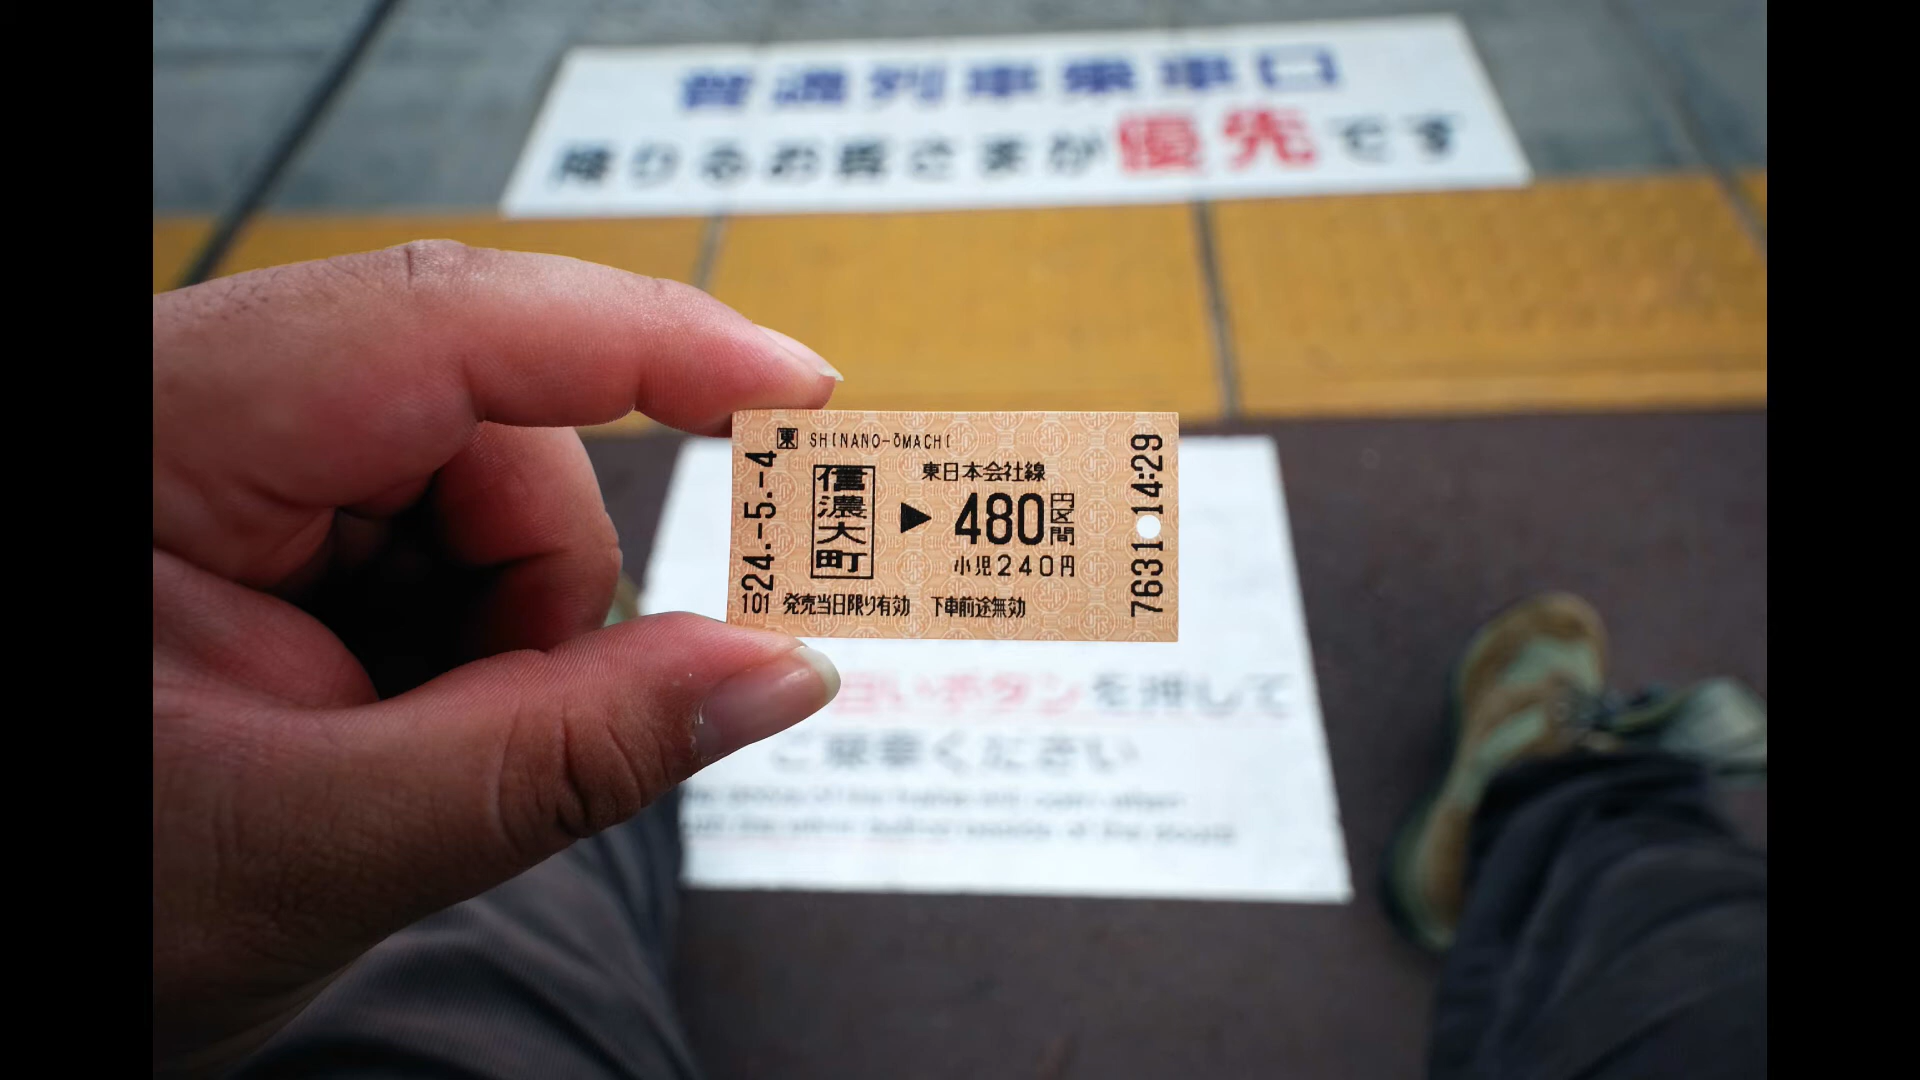 普通列車乗車口
降りるお客さまが優先です
東 SHINANO-ŌMACHI
東日本会社線
信濃大町 ▶ 480円区間
小児240円
101 発売当日限り有効 下車前途無効
24.-5.-4
7631 14:29
白いボタンを押して
ご乗車ください